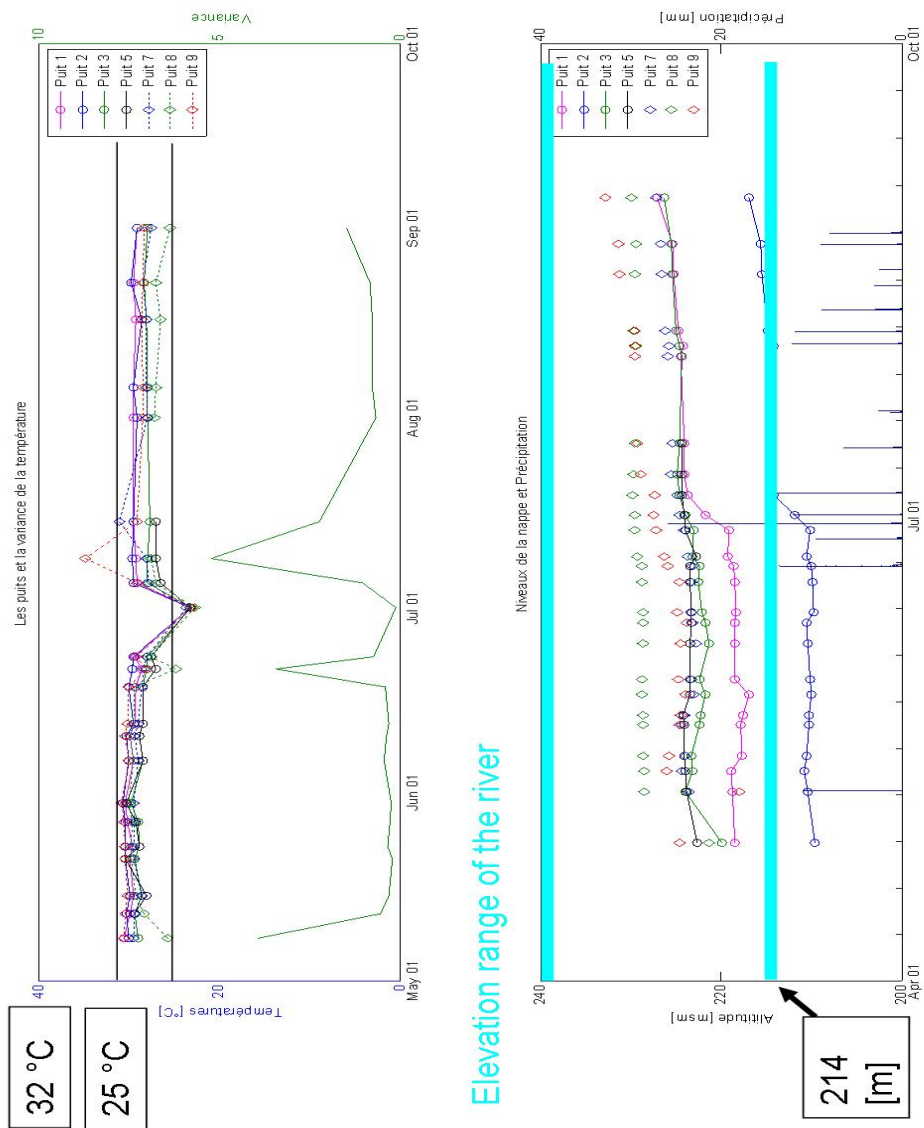 Les puits et la variance de la température
40
20
0
Températures [°C]
10
5
0
Variance
May 01
Jun 01
Jul 01
Aug 01
Sep 01
Oct 01
Puit 1
Puit 2
Puit 3
Puit 5
Puit 7
Puit 8
Puit 9
32 °C
25 °C
Elevation range of the river
Niveaux de la nappe et Précipitation
240
220
200
Alititude [msm]
40
20
0
Précipitation [mm]
Apr 01
Jul 01
Oct 01
Puit 1
Puit 2
Puit 3
Puit 5
Puit 7
Puit 8
Puit 9
214
[m]